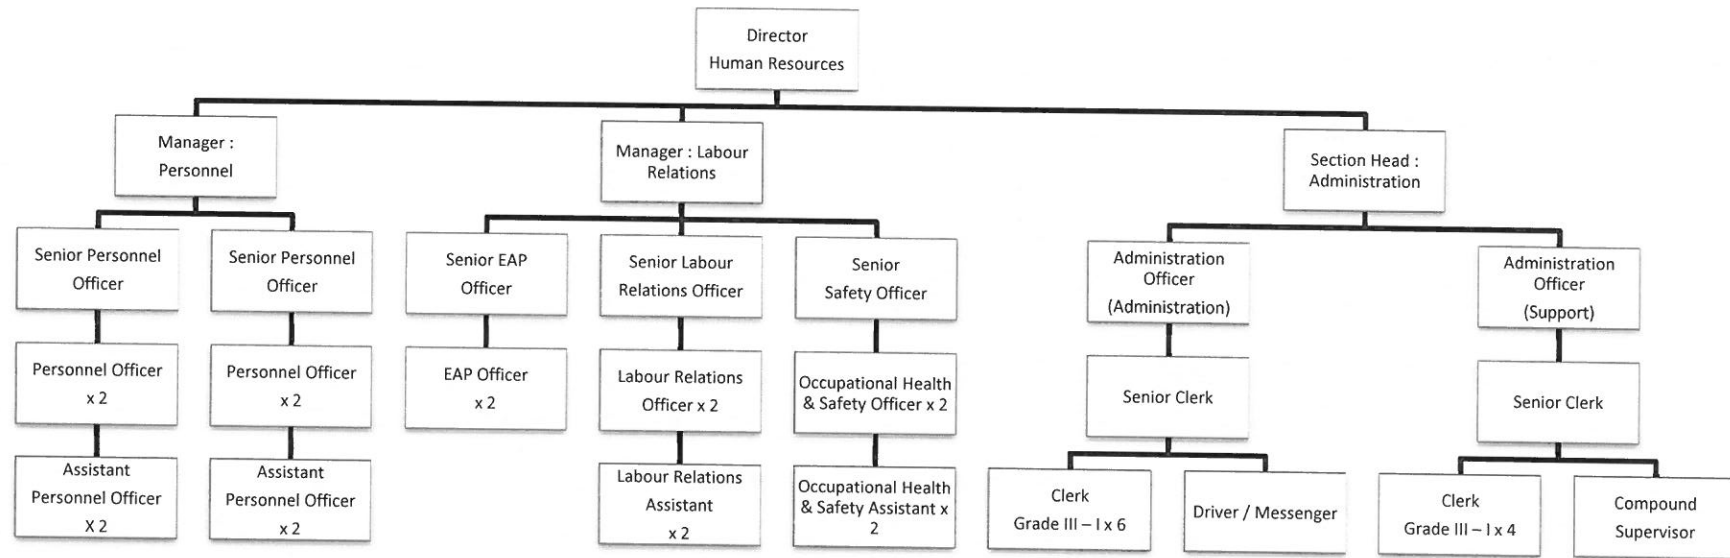 Director
Human Resources
Manager :
Personnel
Manager : Labour
Relations
Section Head :
Administration
Senior Personnel
Officer
Senior Personnel
Officer
Senior EAP
Officer
Senior Labour
Relations Officer
Senior
Safety Officer
Administration
Officer
(Administration)
Administration
Officer
(Support)
Personnel Officer
x 2
Personnel Officer
x 2
EAP Officer
x 2
Labour Relations
Officer x 2
Occupational Health
& Safety Officer x 2
Senior Clerk
Senior Clerk
Assistant
Personnel Officer
X 2
Assistant
Personnel Officer
x 2
Labour Relations
Assistant
x 2
Occupational Health
& Safety Assistant x
2
Clerk
Grade III – I x 6
Driver / Messenger
Clerk
Grade III – I x 4
Compound
Supervisor